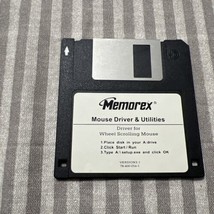 Memorex®
Mouse Driver & Utilities
Driver for
Wheel Scrolling Mouse
1.Place disk in your A-drive
2.Click Start/Run
3.Type A:\setup.exe and click OK